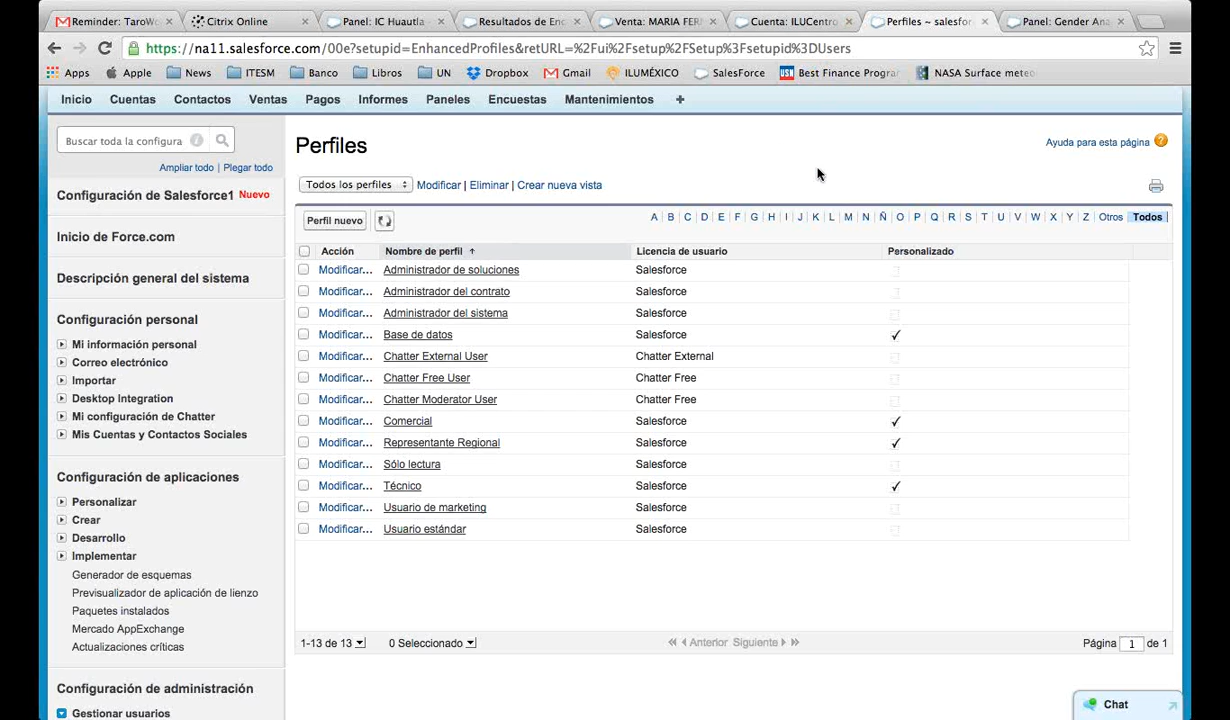 Reminder: TaroWo
Citrix Online
Panel: IC Huautla
Resultados de En
Venta: MARIA FER
Cuenta: ILUCentro
Perfiles ~ salesfor
Panel: Gender Ana
https://na11.salesforce.com/00e?setupid=EnhancedProfiles&retURL=%2Fui%2Fsetup%2FSetup%3Fsetupid%3DUsers
Apps Apple News ITESM Banco Libros UN Dropbox Gmail ILUMÉXICO SalesForce Best Finance Progra NASA Surface meteo
Inicio Cuentas Contactos Ventas Pagos Informes Paneles Encuestas Mantenimientos +
Buscar toda la configura
Ampliar todo | Plegar todo
Configuración de Salesforce1 Nuevo
Inicio de Force.com
Descripción general del sistema
Configuración personal
Mi información personal
Correo electrónico
Importar
Desktop Integration
Mi configuración de Chatter
Mis Cuentas y Contactos Sociales
Configuración de aplicaciones
Personalizar
Crear
Desarrollo
Implementar
Generador de esquemas
Previsualizador de aplicación de lienzo
Paquetes instalados
Mercado AppExchange
Actualizaciones críticas
Configuración de administración
Gestionar usuarios
Perfiles
Ayuda para esta página
Todos los perfiles Modificar | Eliminar | Crear nueva vista
Perfil nuevo
A B C D E F G H I J K L M N Ñ O P Q R S T U V W X Y Z Otros Todos
Acción Nombre de perfil Licencia de usuario Personalizado
Modificar... Administrador de soluciones Salesforce
Modificar... Administrador del contrato Salesforce
Modificar... Administrador del sistema Salesforce
Modificar... Base de datos Salesforce ✓
Modificar... Chatter External User Chatter External
Modificar... Chatter Free User Chatter Free
Modificar... Chatter Moderator User Chatter Free
Modificar... Comercial Salesforce ✓
Modificar... Representante Regional Salesforce ✓
Modificar... Sólo lectura Salesforce
Modificar... Técnico Salesforce ✓
Modificar... Usuario de marketing Salesforce
Modificar... Usuario estándar Salesforce
1-13 de 13 0 Seleccionado Anterior Siguiente Página 1 de 1
Chat